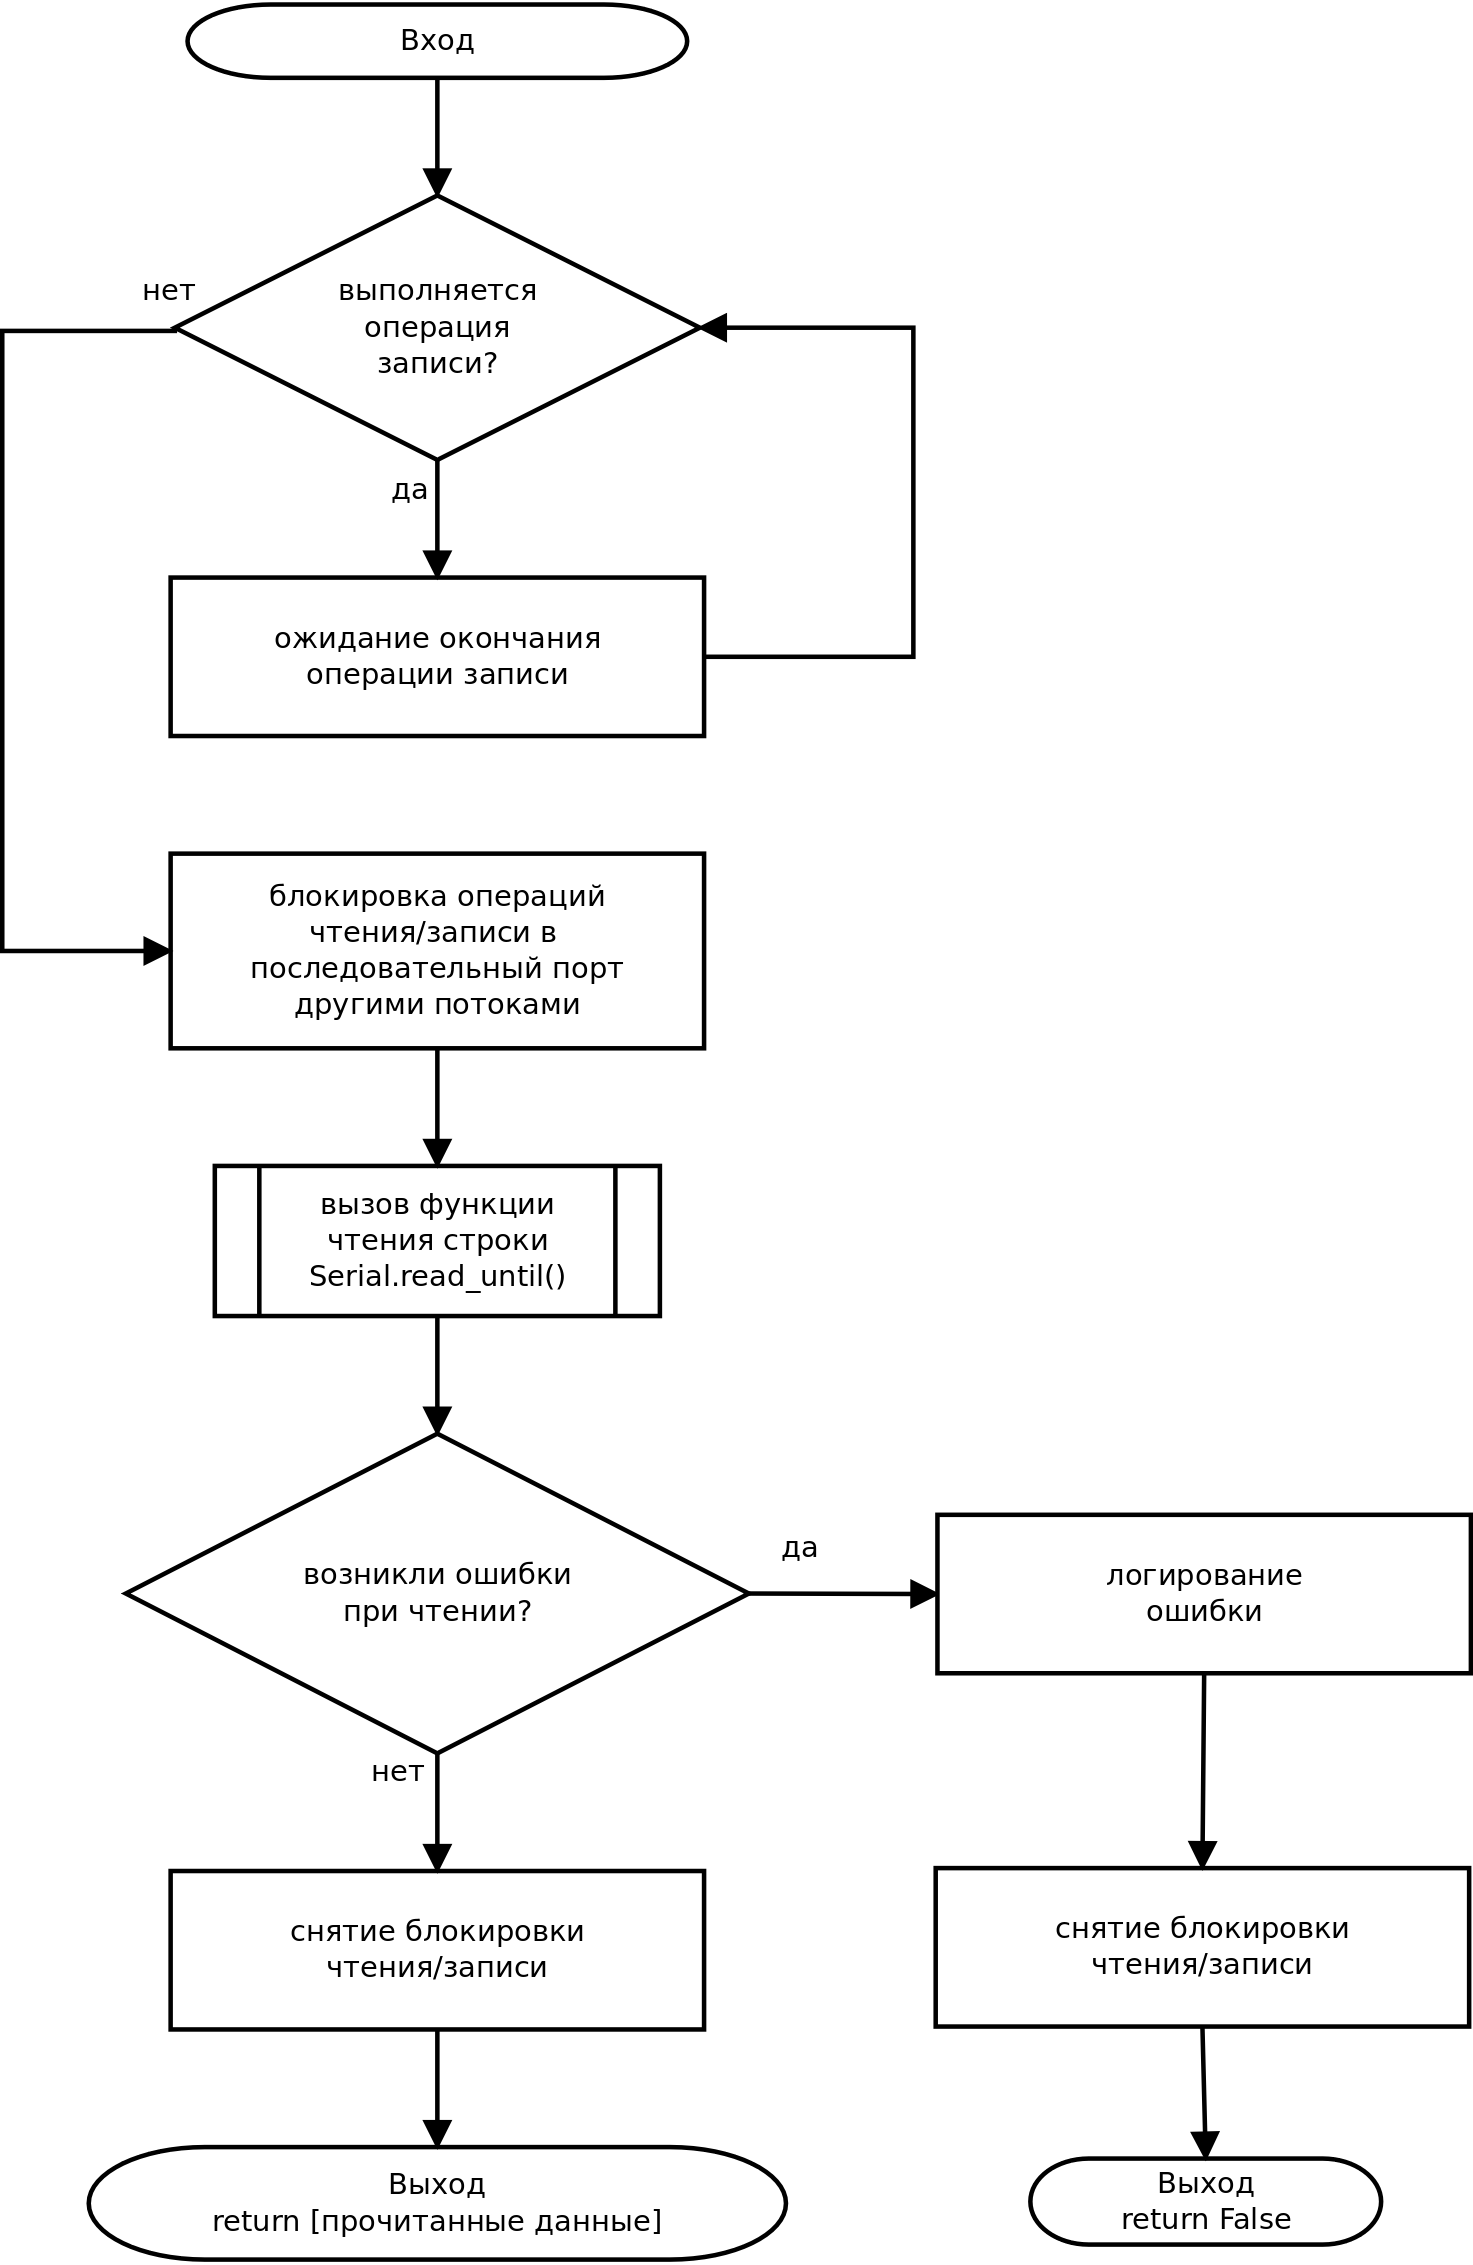 Вход
нет
выполняется
операция
записи?
да
ожидание окончания
операции записи
блокировка операций
чтения/записи в
последовательный порт
другими потоками
вызов функции
чтения строки
Serial.read_until()
возникли ошибки
при чтении?
да
логирование
ошибки
нет
снятие блокировки
чтения/записи
снятие блокировки
чтения/записи
Выход
return [прочитанные данные]
Выход
return False